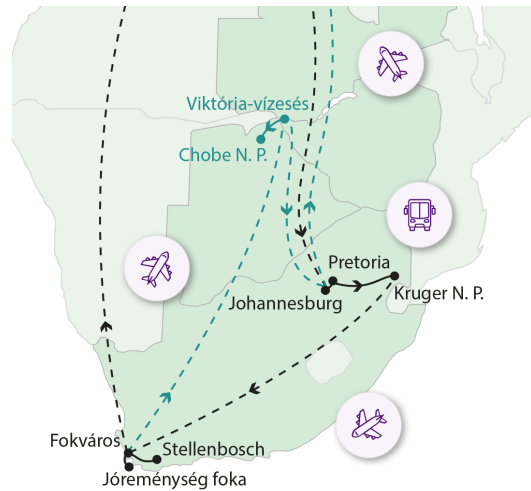 Viktória-vízesés
Chobe N. P.
Pretoria
Johannesburg
Kruger N. P.
Fokváros
Stellenbosch
Jóreménység foka